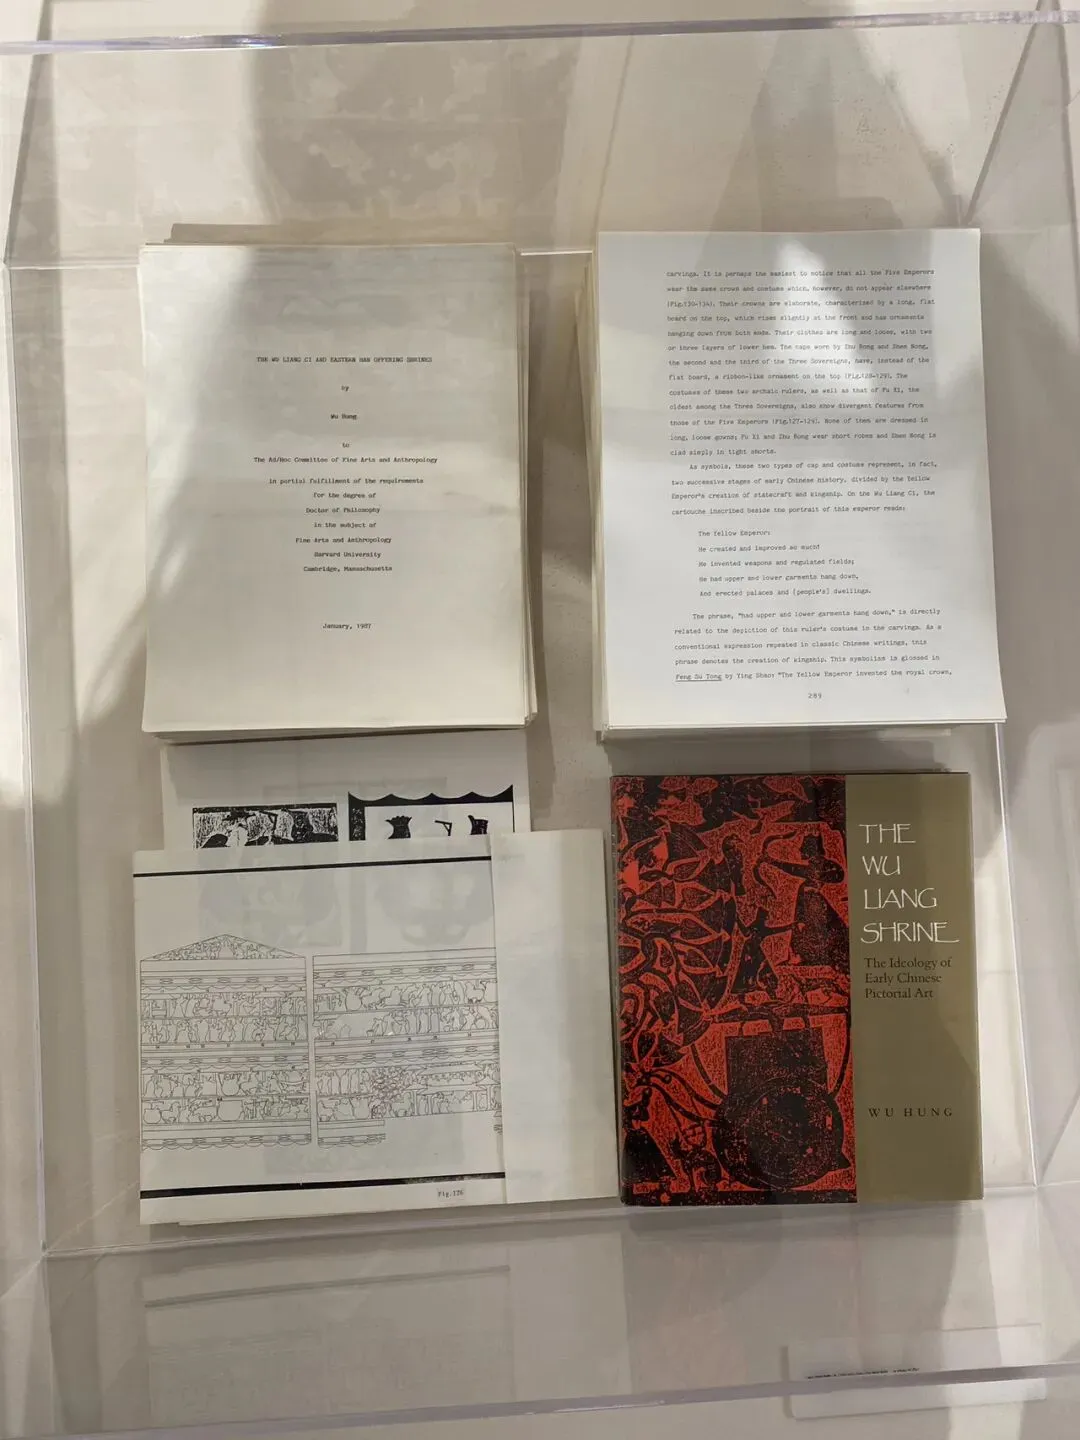 THE WU LIANG CI AND EASTERN HAN OFFERING SHRINES
by
Wu Hung
to
The Ad/Hoc Committee of Fine Arts and Anthropology
in partial fulfillment of the requirements
for the degree of
Doctor of Philosophy
in the subject of
Fine Arts and Anthropology
Harvard University
Cambridge, Massachusetts
January, 1987
carvings. It is perhaps the easiest to notice that all the Five Emperors
wear the same crown and costume which, however, do not appear elsewhere
(Fig.130-134). Their crowns are elaborate, characterized by a long, flat
board on the top, which rises slightly at the front and has ornaments
hanging down from both ends. Their clothes are long and loose, with two
or three layers of lower hem. The caps worn by Zhu Rong and Shen Nong,
the second and the third of the Three Sovereigns, have, instead of the
flat board, a ribbon-like ornament on the top (Fig.128-129). The
costumes of these two archaic rulers, as well as that of Fu Xi, the
oldest among the Three Sovereigns, also show divergent features from
those of the Five Emperors (Fig.127-129). None of them are dressed in
long, loose gowns; Fu Xi and Zhu Rong wear short robes and Shen Nong is
clad simply in tight shorts.
As symbols, these two types of cap and costume represent, in fact,
two successive stages of early Chinese history, divided by the Yellow
Emperor's creation of statecraft and kingship. On the Wu Liang Ci, the
cartouche inscribed beside the portrait of this emperor reads:
The Yellow Emperor:
He created and improved so much!
He invented weapons and regulated fields;
He had upper and lower garments hang down,
And erected palaces and [people's] dwellings.
The phrase, "had upper and lower garments hang down," is directly
related to the depiction of this ruler's costume in the carvings. As a
conventional expression repeated in classic Chinese writings, this
phrase denotes the creation of kingship. This symbolism is glossed in
Feng Su Tong by Ying Shao: "The Yellow Emperor invented the royal crown,
289
Fig.126
THE
WU
LIANG
SHRINE
The Ideology of
Early Chinese
Pictorial Art
WU HUNG